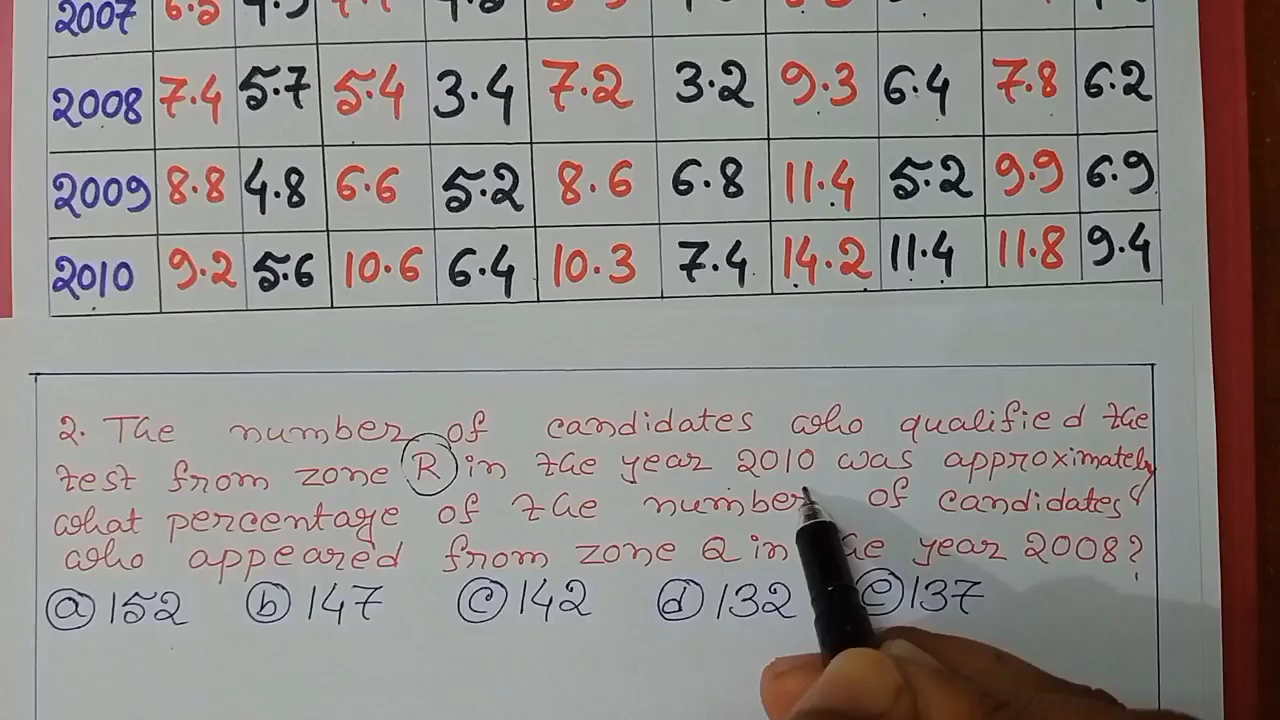 2007
2008 7.4 5.7 5.4 3.4 7.2 3.2 9.3 6.4 7.8 6.2
2009 8.8 4.8 6.6 5.2 8.6 6.8 11.4 5.2 9.9 6.9
2010 9.2 5.6 10.6 6.4 10.3 7.4 14.2 11.4 11.8 9.4
2. The number of candidates who qualified the
test from zone R in the year 2010 was approximately
what percentage of the number of candidates
who appeared from zone Q in the year 2008?
a 152 b 147 c 142 d 132 e 137